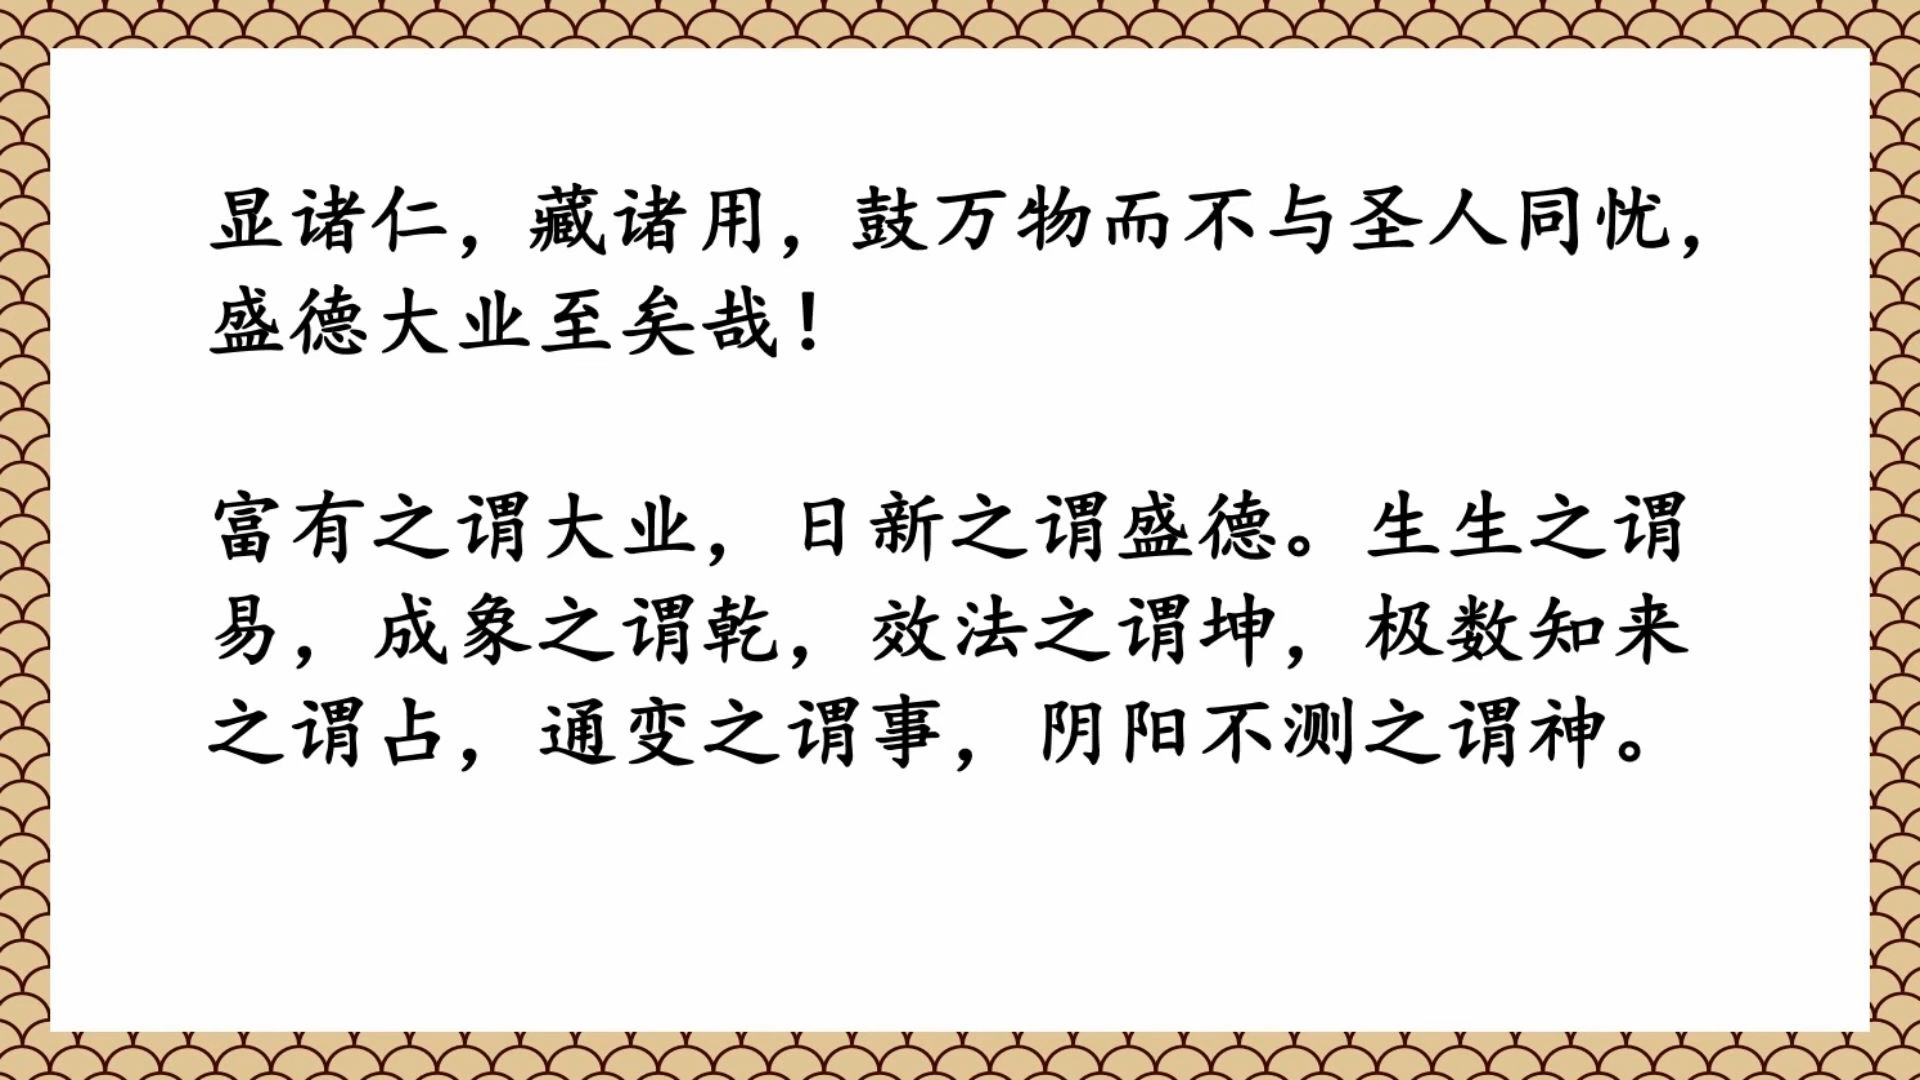 显诸仁，藏诸用，鼓万物而不与圣人同忧，
盛德大业至矣哉！
富有之谓大业，日新之谓盛德。生生之谓
易，成象之谓乾，效法之谓坤，极数知来
之谓占，通变之谓事，阴阳不测之谓神。